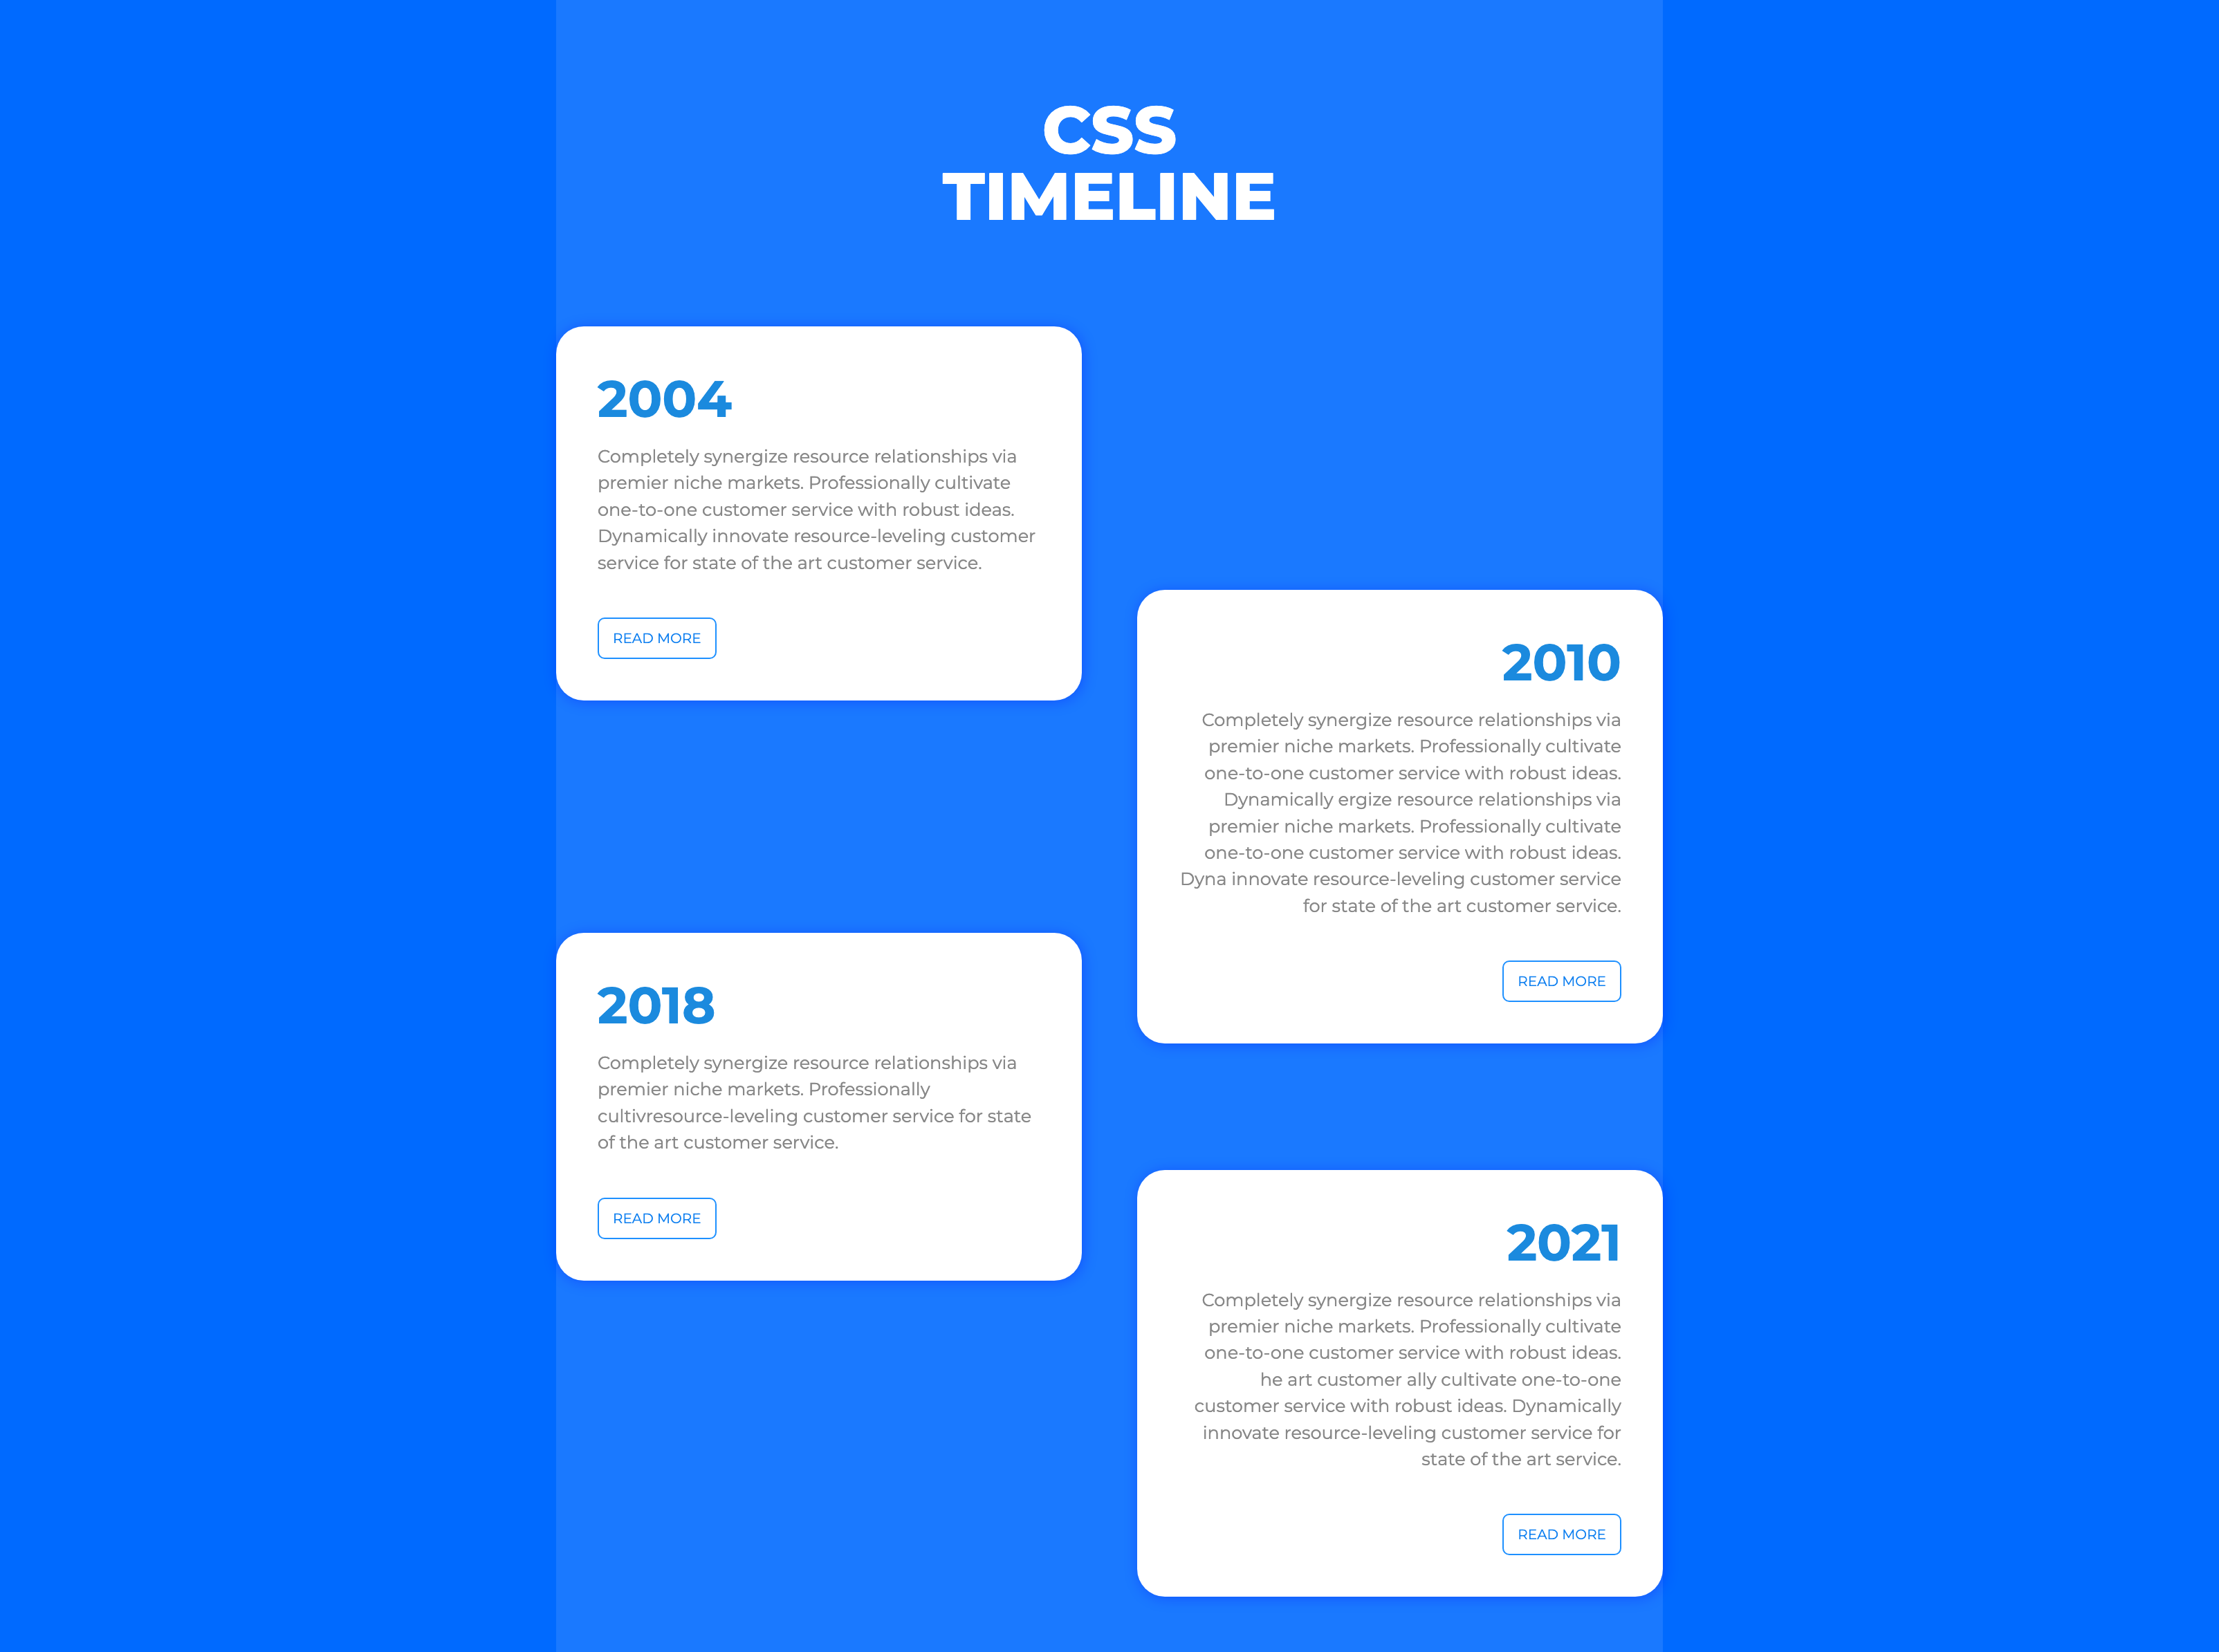 CSS
TIMELINE
2004
Completely synergize resource relationships via
premier niche markets. Professionally cultivate
one-to-one customer service with robust ideas.
Dynamically innovate resource-leveling customer
service for state of the art customer service.
READ MORE
2010
Completely synergize resource relationships via
premier niche markets. Professionally cultivate
one-to-one customer service with robust ideas.
Dynamically ergize resource relationships via
premier niche markets. Professionally cultivate
one-to-one customer service with robust ideas.
Dyna innovate resource-leveling customer service
for state of the art customer service.
READ MORE
2018
Completely synergize resource relationships via
premier niche markets. Professionally
cultivresource-leveling customer service for state
of the art customer service.
READ MORE
2021
Completely synergize resource relationships via
premier niche markets. Professionally cultivate
one-to-one customer service with robust ideas.
he art customer ally cultivate one-to-one
customer service with robust ideas. Dynamically
innovate resource-leveling customer service for
state of the art service.
READ MORE